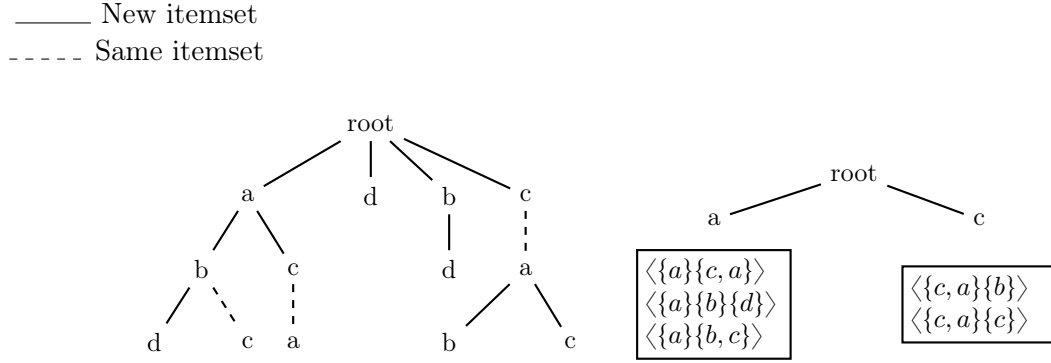 New itemset
Same itemset
root
a d b c
b c d a
d c a b c
root
a c
⟨{a}{c, a}⟩
⟨{a}{b}{d}⟩
⟨{a}{b, c}⟩
⟨{c, a}{b}⟩
⟨{c, a}{c}⟩